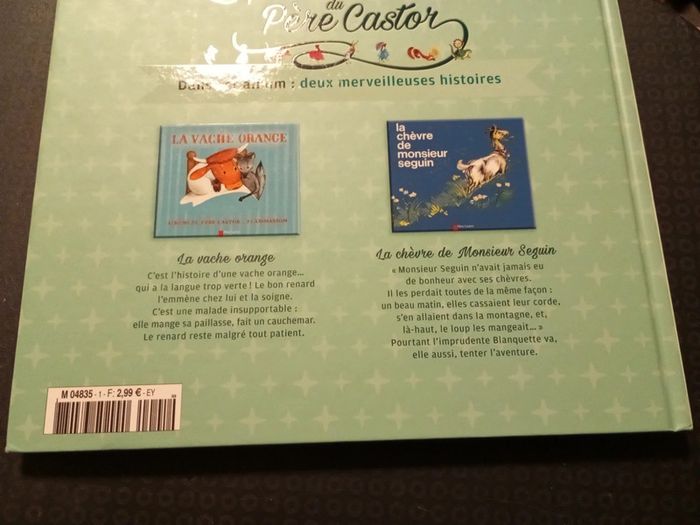 du
Père Castor
Dans cet album : deux merveilleuses histoires
LA VACHE ORANGE
ALBUMS DU PÈRE CASTOR - FLAMMARION
La vache orange
C'est l'histoire d'une vache orange...
qui a la langue trop verte ! Le bon renard
l'emmène chez lui et la soigne.
C'est une malade insupportable :
elle mange sa paillasse, fait un cauchemar.
Le renard reste malgré tout patient.
la
chèvre
de
monsieur
seguin
La chèvre de Monsieur Seguin
« Monsieur Seguin n'avait jamais eu
de bonheur avec ses chèvres.
Il les perdait toutes de la même façon :
un beau matin, elles cassaient leur corde,
s'en allaient dans la montagne, et,
là-haut, le loup les mangeait... »
Pourtant l'imprudente Blanquette va,
elle aussi, tenter l'aventure.
M 04835 - 1 - F: 2,99 € - EY